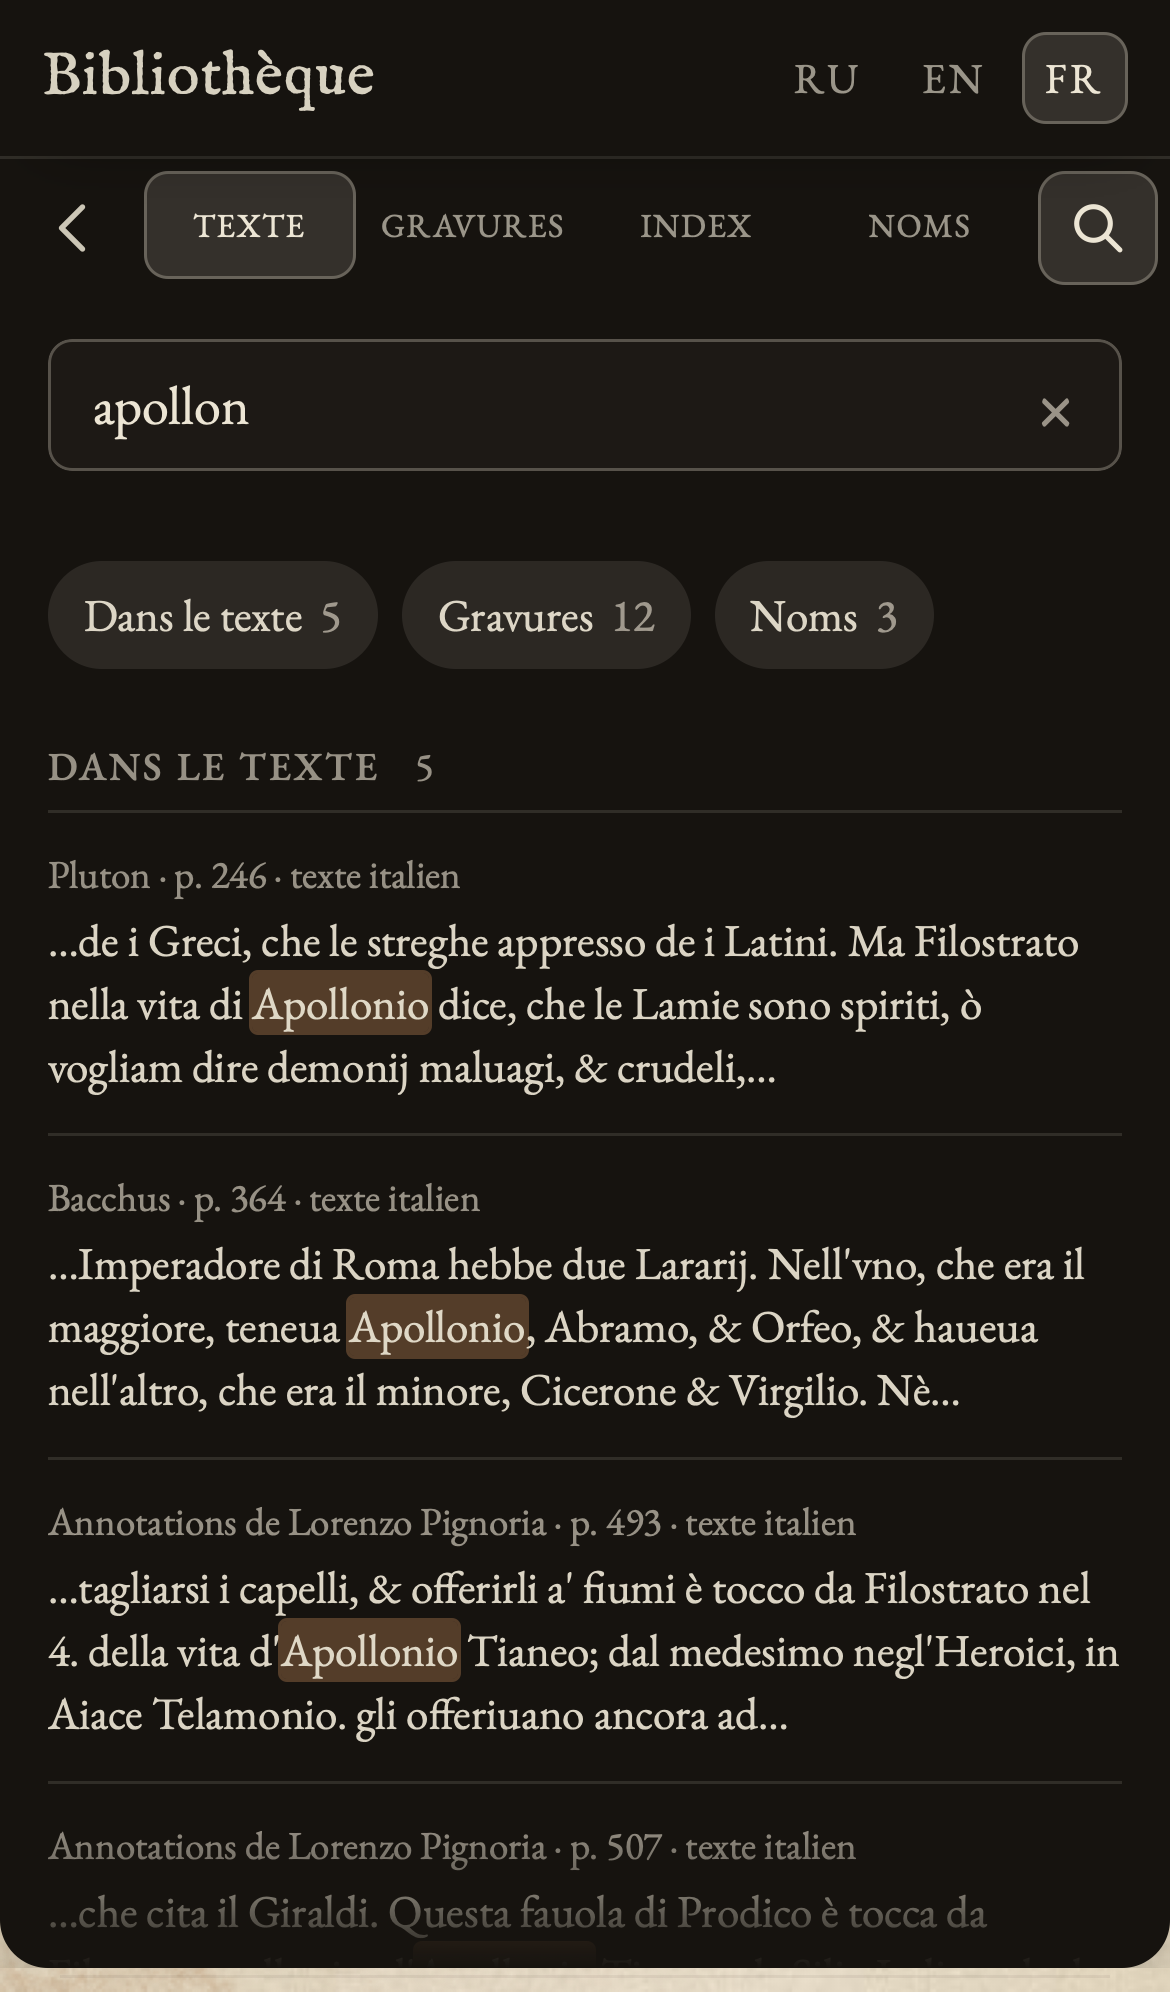 Bibliothèque RU EN FR
TEXTE GRAVURES INDEX NOMS
apollon ×
Dans le texte 5 Gravures 12 Noms 3
DANS LE TEXTE 5
Pluton · p. 246 · texte italien
...de i Greci, che le streghe appresso de i Latini. Ma Filostrato
nella vita di Apollonio dice, che le Lamie sono spiriti, ò
vogliam dire demonij maluagi, & crudeli,...
Bacchus · p. 364 · texte italien
...Imperadore di Roma hebbe due Lararij. Nell'vno, che era il
maggiore, teneua Apollonio, Abramo, & Orfeo, & haueua
nell'altro, che era il minore, Cicerone & Virgilio. Nè...
Annotations de Lorenzo Pignoria · p. 493 · texte italien
...tagliarsi i capelli, & offerirli a' fiumi è tocco da Filostrato nel
4. della vita d'Apollonio Tianeo; dal medesimo negl'Heroici, in
Aiace Telamonio. gli offeriuano ancora ad...
Annotations de Lorenzo Pignoria · p. 507 · texte italien
...che cita il Giraldi. Questa fauola di Prodico è tocca da